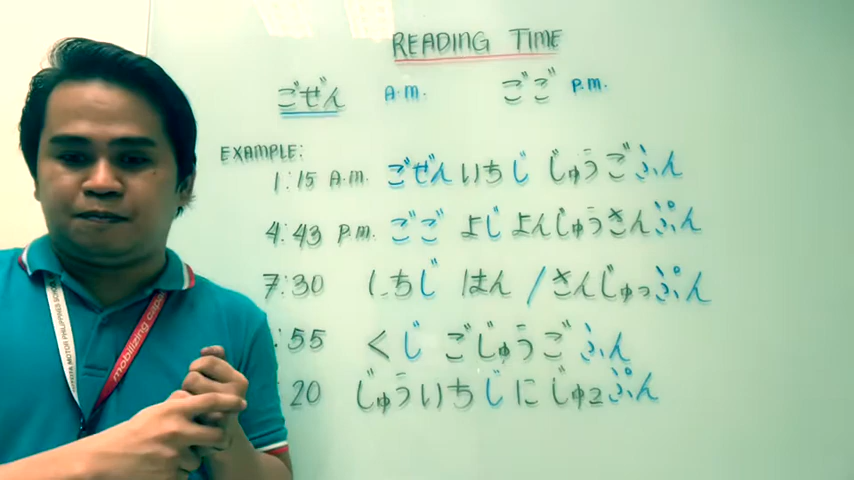 READING TIME
ごぜん A.M. ごご P.M.
EXAMPLE:
1:15 A.M. ごぜんいちじ じゅうごふん
4:43 P.M. ごご よじ よんじゅうさんぷん
7:30 しちじ はん / さんじゅっぷん
:55 くじ ごじゅうごふん
20 じゅういちじ にじゅっぷん
mobilizing